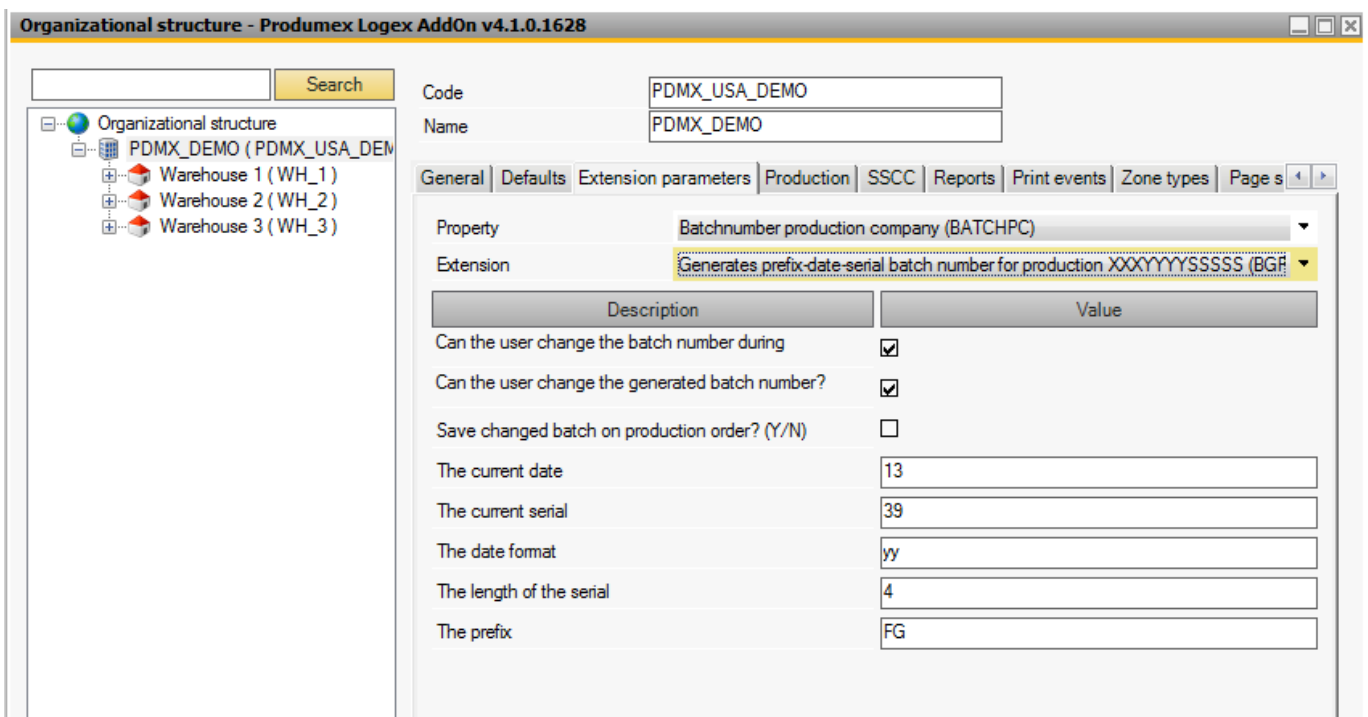 Organizational structure - Produmex Logex AddOn v4.1.0.1628
Search
Organizational structure
PDMX_DEMO ( PDMX_USA_DEM
Warehouse 1 ( WH_1 )
Warehouse 2 ( WH_2 )
Warehouse 3 ( WH_3 )
Code PDMX_USA_DEMO
Name PDMX_DEMO
General Defaults Extension parameters Production SSCC Reports Print events Zone types Page s
Property Batchnumber production company (BATCHPC)
Extension Generates prefix-date-serial batch number for production XXXYYYYSSSSS (BGF
Description Value
Can the user change the batch number during
Can the user change the generated batch number?
Save changed batch on production order? (Y/N)
The current date 13
The current serial 39
The date format yy
The length of the serial 4
The prefix FG